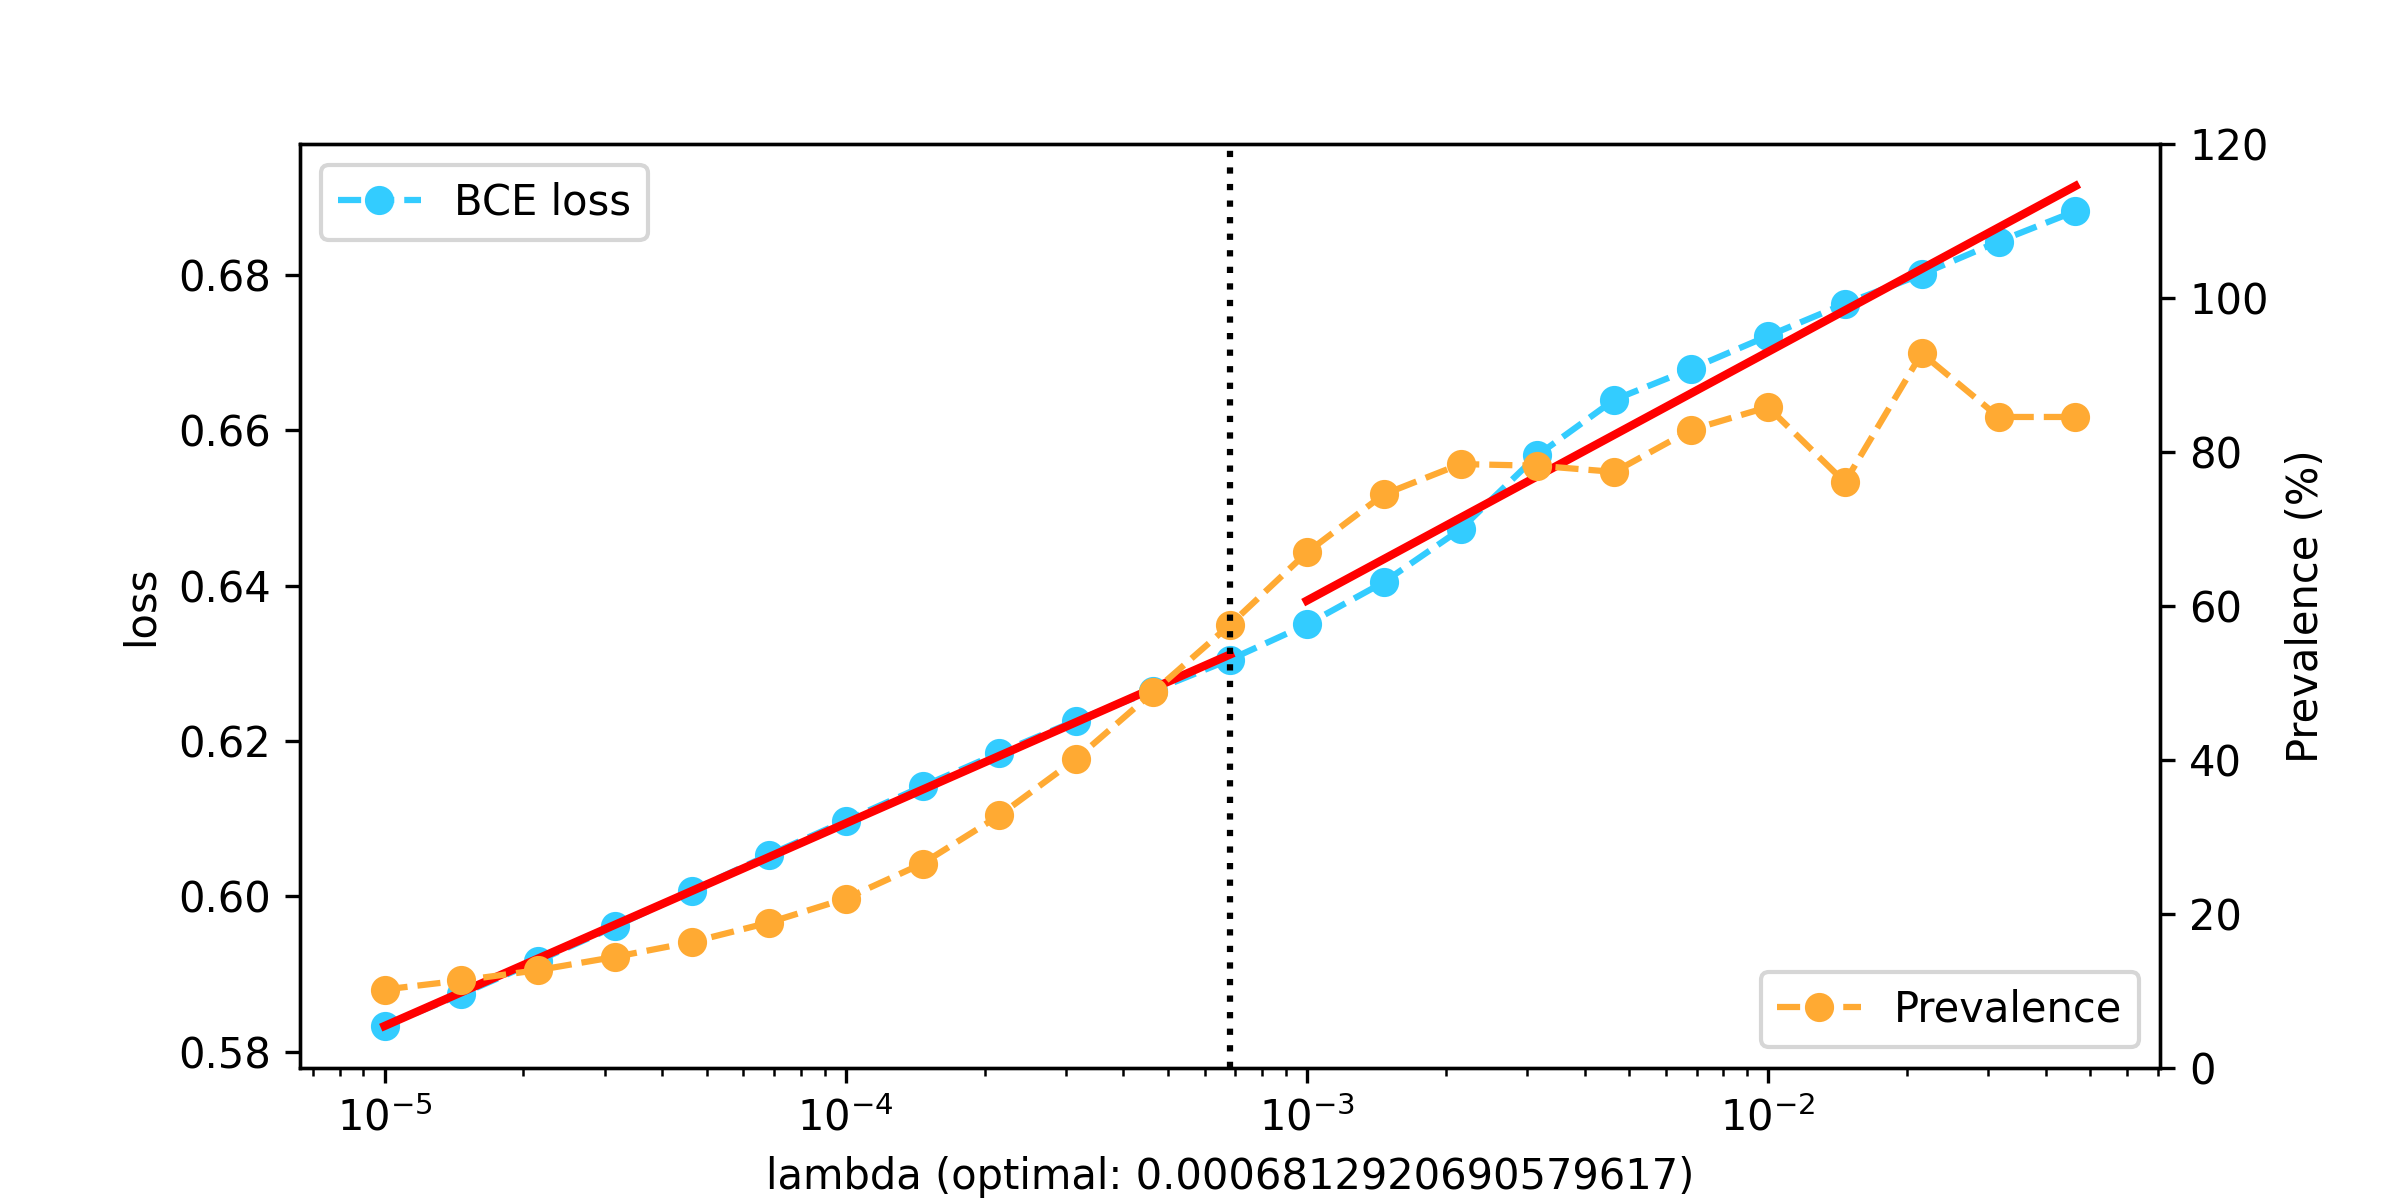 BCE loss
Prevalence
0.68
0.66
0.64
0.62
0.60
0.58
loss
120
100
80
60
40
20
0
Prevalence (%)
10⁻⁵ 10⁻⁴ 10⁻³ 10⁻²
lambda (optimal: 0.0006812920690579617)